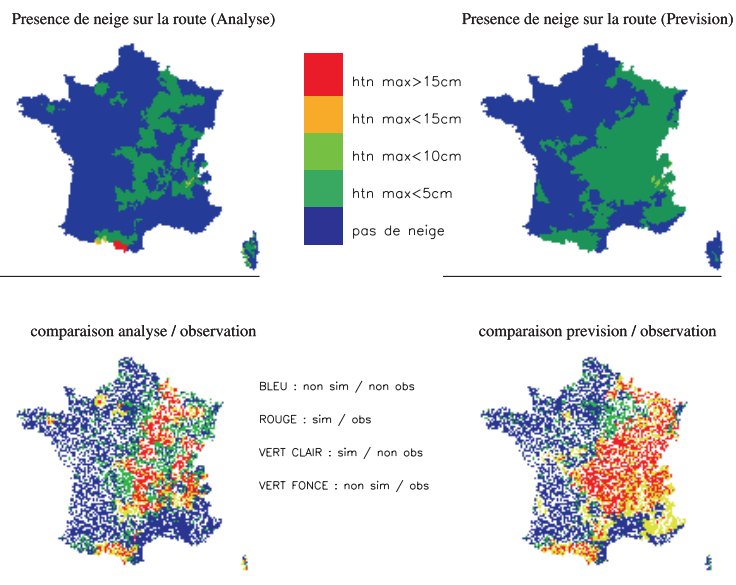 Presence de neige sur la route (Analyse)
Presence de neige sur la route (Prevision)
htn max>15cm
htn max<15cm
htn max<10cm
htn max<5cm
pas de neige
comparaison analyse / observation
comparaison prevision / observation
BLEU : non sim / non obs
ROUGE : sim / obs
VERT CLAIR : sim / non obs
VERT FONCE : non sim / obs